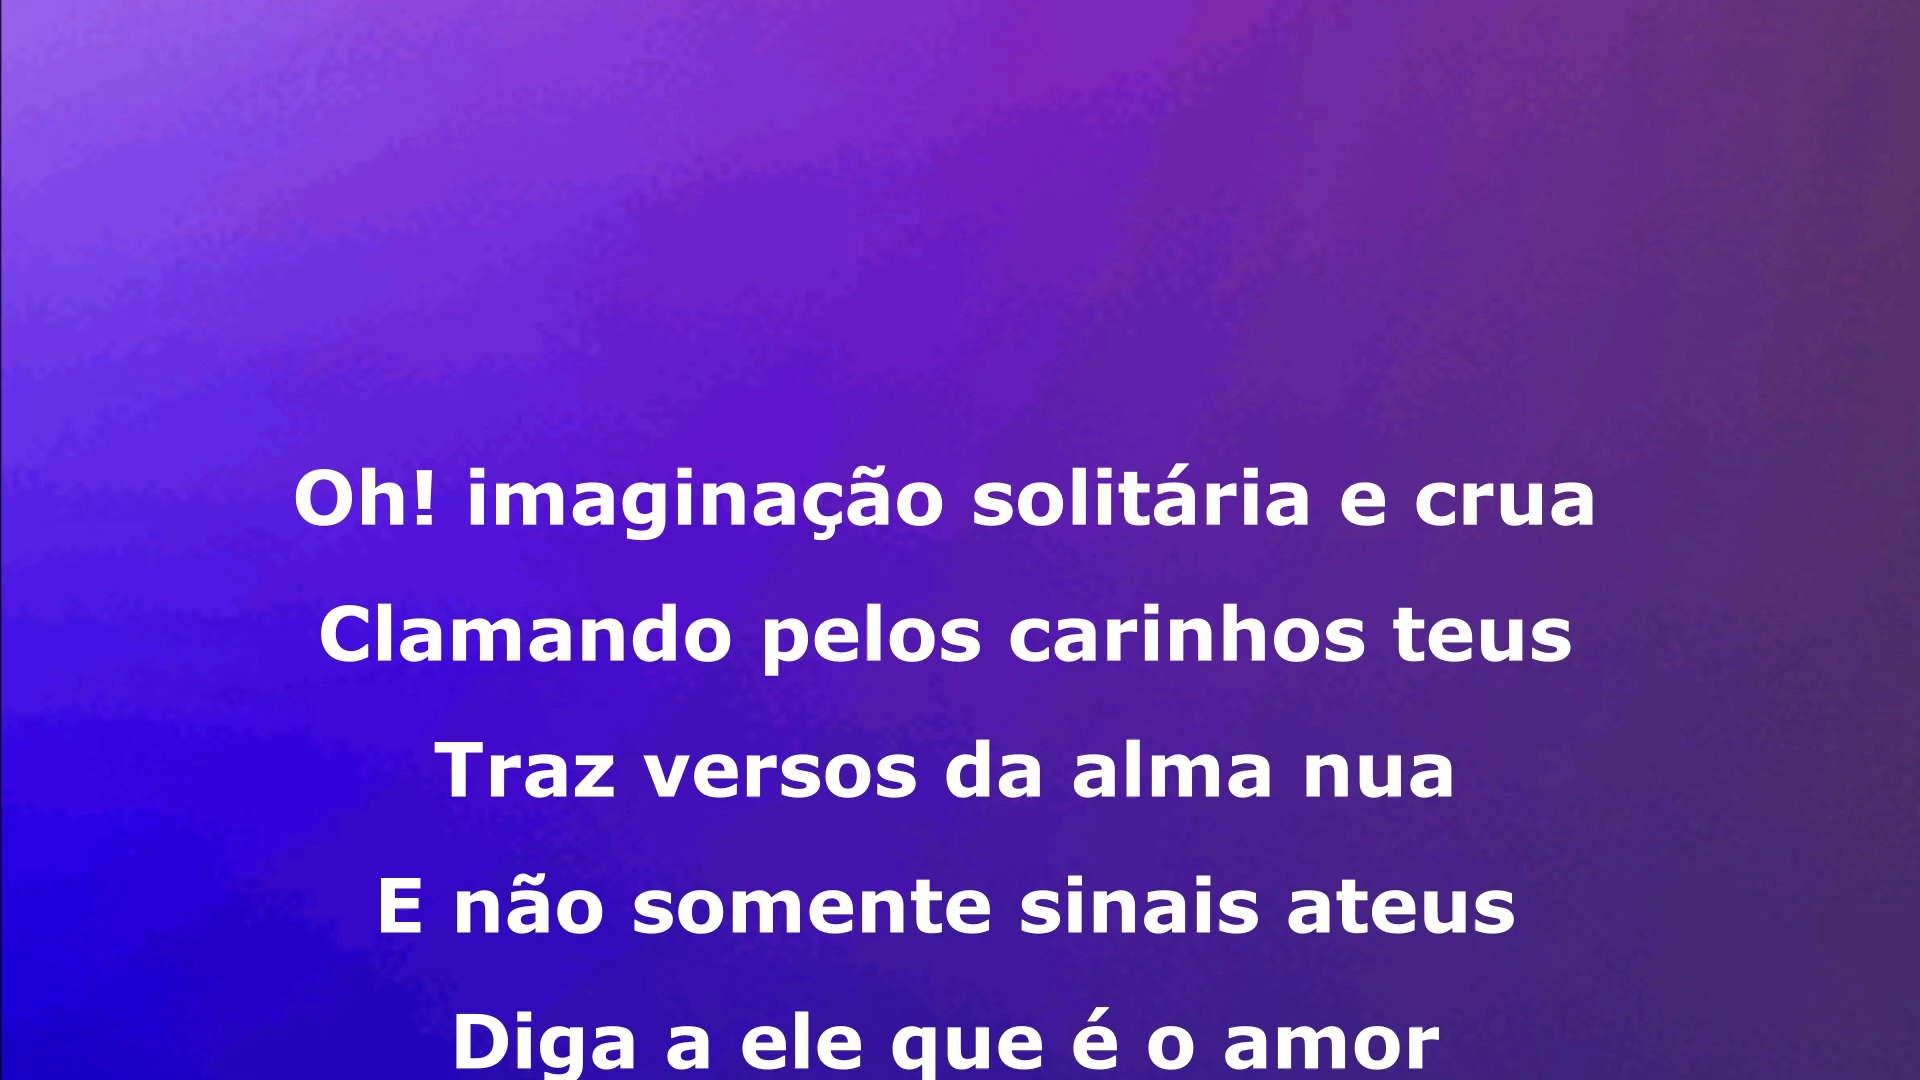 Oh! imaginação solitária e crua
Clamando pelos carinhos teus
Traz versos da alma nua
E não somente sinais ateus
Diga a ele que é o amor